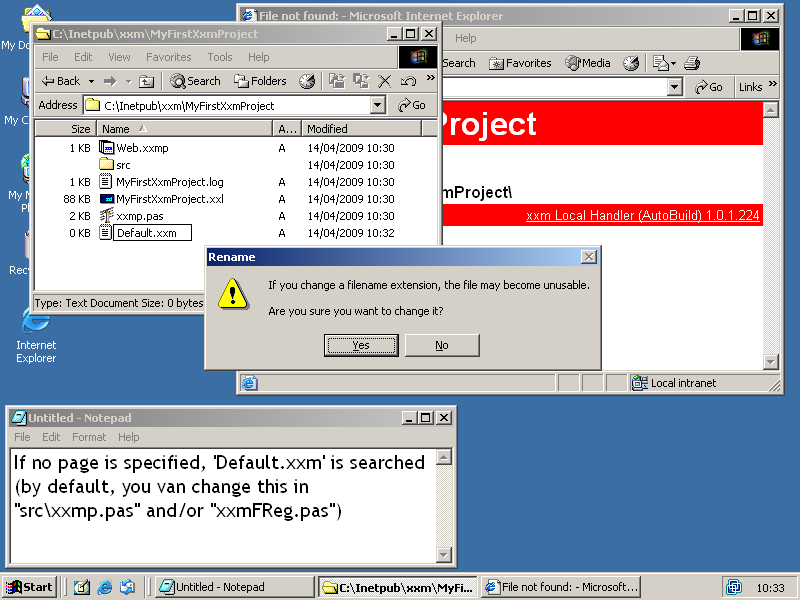 My Do
My C
My N
Pl
Recy
Internet
Explorer
File not found: - Microsoft Internet Explorer
Help
Search Favorites Media
Go Links »
Project
xmProject\
xxm Local Handler (AutoBuild) 1.0.1.224
Local intranet
C:\Inetpub\xxm\MyFirstXxmProject
File Edit View Favorites Tools Help
Back Search Folders »
Address C:\Inetpub\xxm\MyFirstXxmProject Go
Size Name A... Modified
1 KB Web.xxmp A 14/04/2009 10:30
src 14/04/2009 10:30
1 KB MyFirstXxmProject.log A 14/04/2009 10:30
88 KB MyFirstXxmProject.xxl A 14/04/2009 10:30
2 KB xxmp.pas A 14/04/2009 10:30
0 KB Default.xxm A 14/04/2009 10:32
Type: Text Document Size: 0 bytes
Rename
If you change a filename extension, the file may become unusable.
Are you sure you want to change it?
Yes No
Untitled - Notepad
File Edit Format Help
If no page is specified, 'Default.xxm' is searched
(by default, you van change this in
"src\xxmp.pas" and/or "xxmFReg.pas")
Start Untitled - Notepad C:\Inetpub\xxm\MyFi... File not found: - Microsoft... 10:33